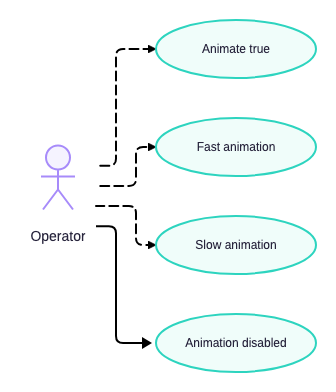 Animate true
Fast animation
Operator
Slow animation
Animation disabled